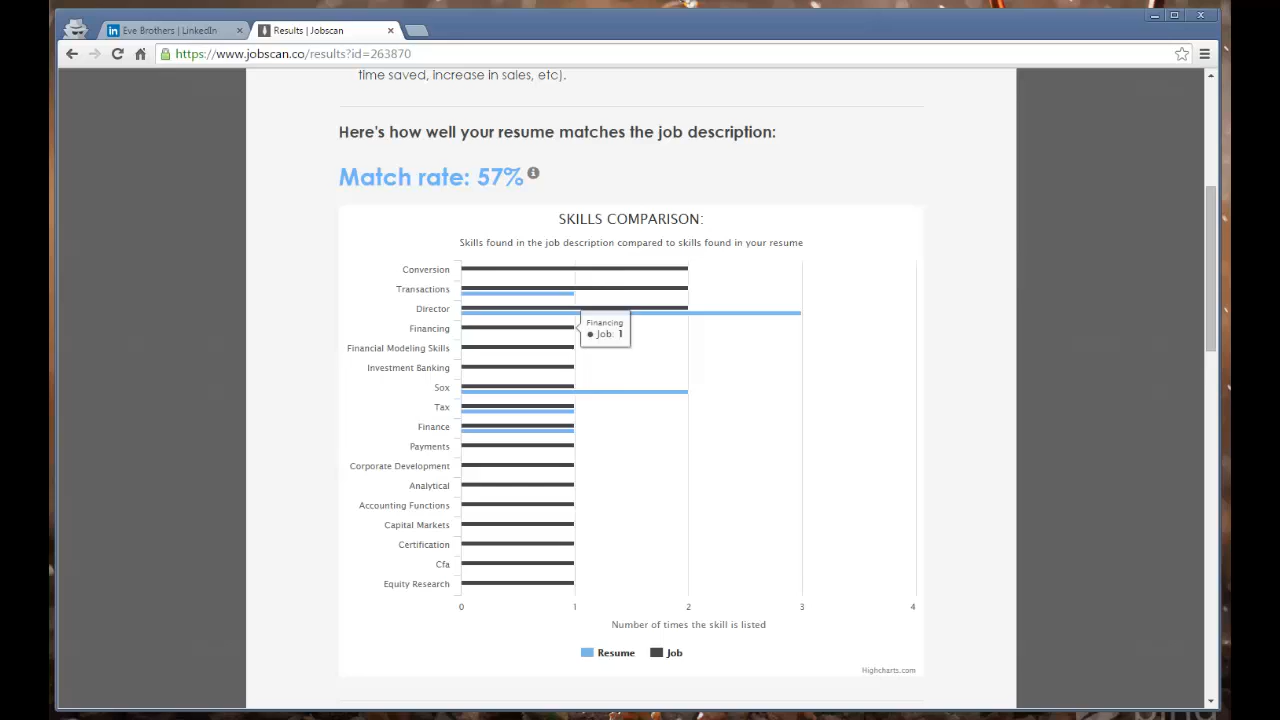 Eve Brothers | LinkedIn
Results | Jobscan
https://www.jobscan.co/results?id=263870
time saved, increase in sales, etc).
Here's how well your resume matches the job description:
Match rate: 57%
SKILLS COMPARISON:
Skills found in the job description compared to skills found in your resume
Conversion
Transactions
Director
Financing
Financing
Job: 1
Financial Modeling Skills
Investment Banking
Sox
Tax
Finance
Payments
Corporate Development
Analytical
Accounting Functions
Capital Markets
Certification
Cfa
Equity Research
0 1 2 3 4
Number of times the skill is listed
Resume Job
Highcharts.com